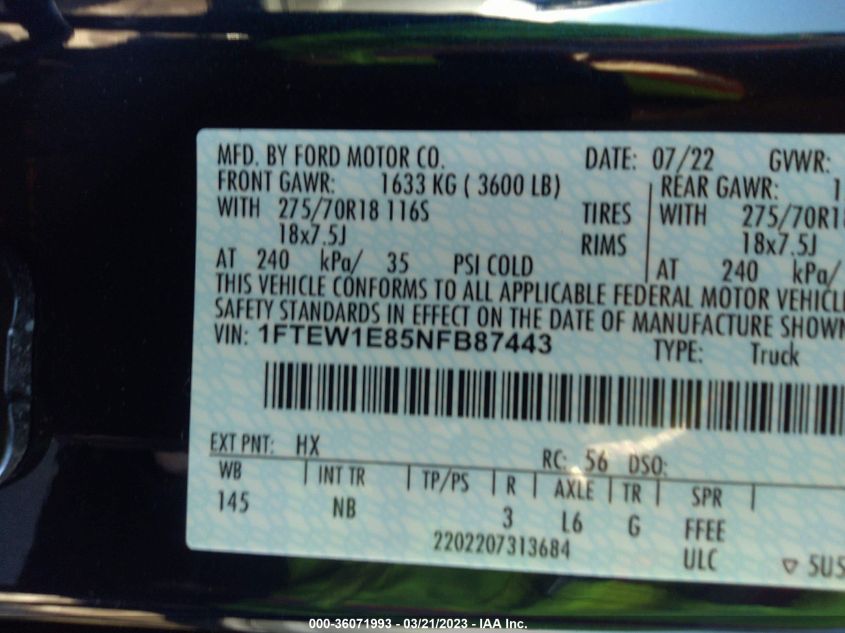 MFD. BY FORD MOTOR CO. DATE: 07/22 GVWR:
FRONT GAWR: 1633 KG ( 3600 LB) REAR GAWR: 1
WITH 275/70R18 116S TIRES WITH 275/70R18
18x7.5J RIMS 18x7.5J
AT 240 kPa/ 35 PSI COLD AT 240 kPa/
THIS VEHICLE CONFORMS TO ALL APPLICABLE FEDERAL MOTOR VEHICLE
SAFETY STANDARDS IN EFFECT ON THE DATE OF MANUFACTURE SHOWN
VIN: 1FTEW1E85NFB87443 TYPE: Truck
EXT PNT: HX RC: 56 DSO:
WB INT TR TP/PS R AXLE TR SPR
145 NB 3 L6 G FFEE
2202207313684 ULC ▽ 5U5
000-36071993 / 03/21/2023 - IAA Inc.